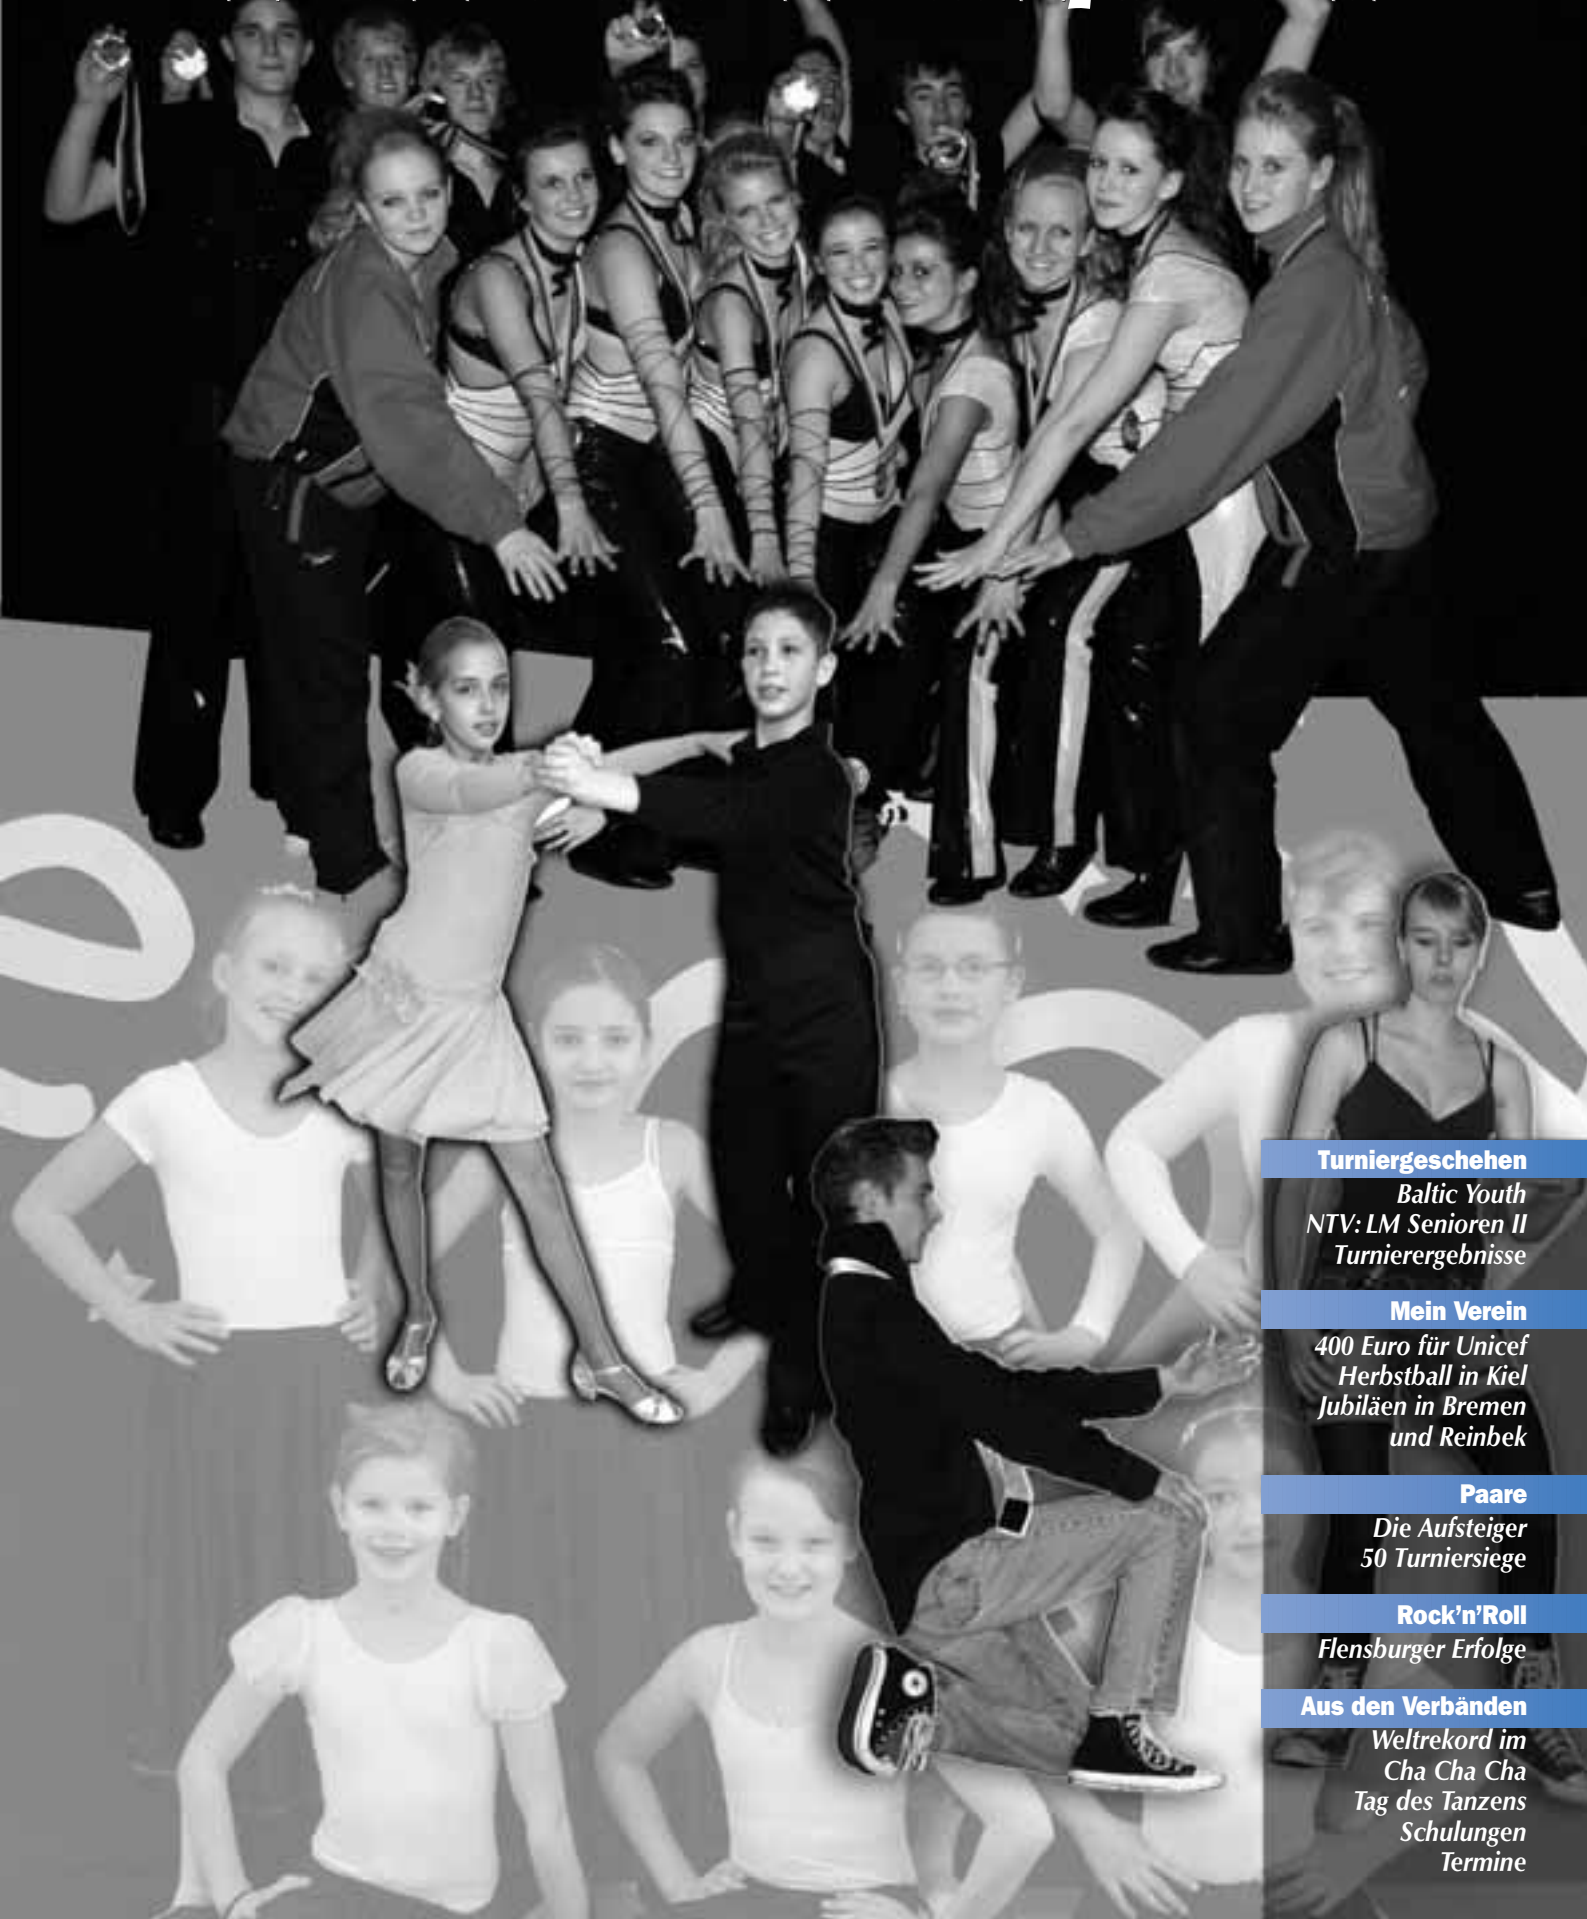 Turniergeschehen
Baltic Youth
NTV: LM Senioren II
Turnierergebnisse
Mein Verein
400 Euro für Unicef
Herbstball in Kiel
Jubiläen in Bremen
und Reinbek
Paare
Die Aufsteiger
50 Turniersiege
Rock’n’Roll
Flensburger Erfolge
Aus den Verbänden
Weltrekord im
Cha Cha Cha
Tag des Tanzens
Schulungen
Termine